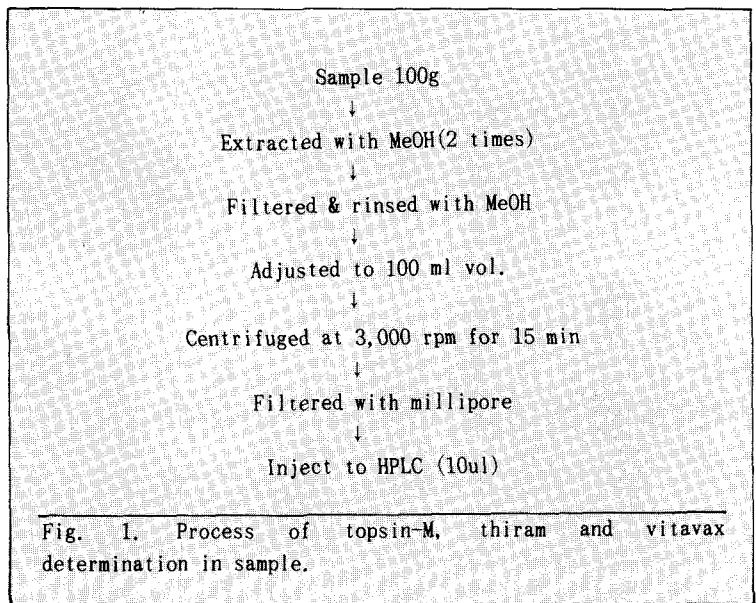 Sample 100g
↓
Extracted with MeOH(2 times)
↓
Filtered & rinsed with MeOH
↓
Adjusted to 100 ml vol.
↓
Centrifuged at 3,000 rpm for 15 min
↓
Filtered with millipore
↓
Inject to HPLC (10ul)
Fig. 1. Process of topsin-M, thiram and vitavax
determination in sample.